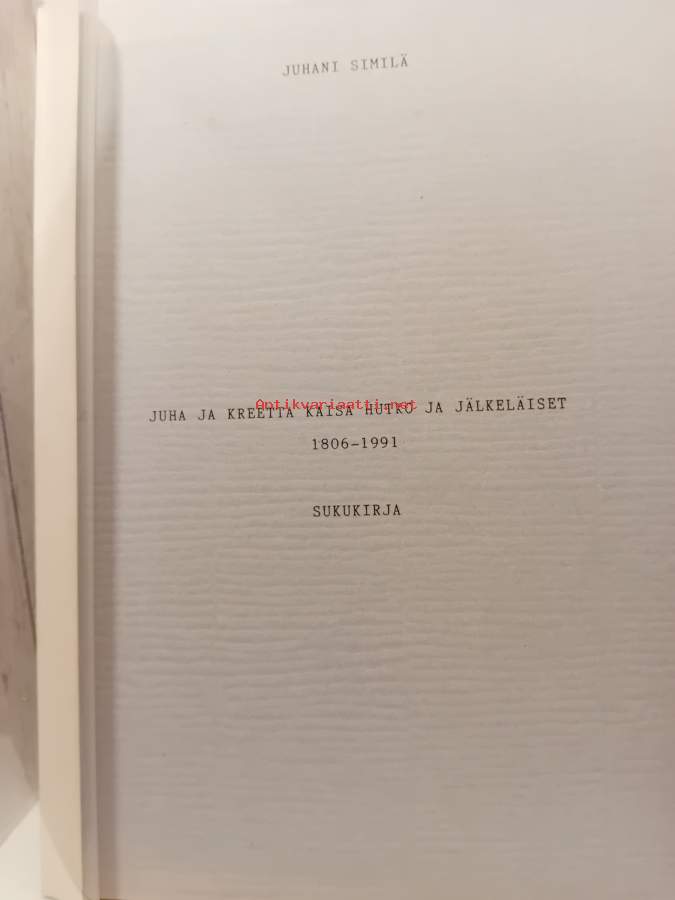 JUHANI SIMILÄ
Antikvariaatti.net
JUHA JA KREETTA KAISA HUTKO JA JÄLKELÄISET
1806-1991
SUKUKIRJA